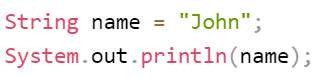 String name = "John";
System.out.println(name);